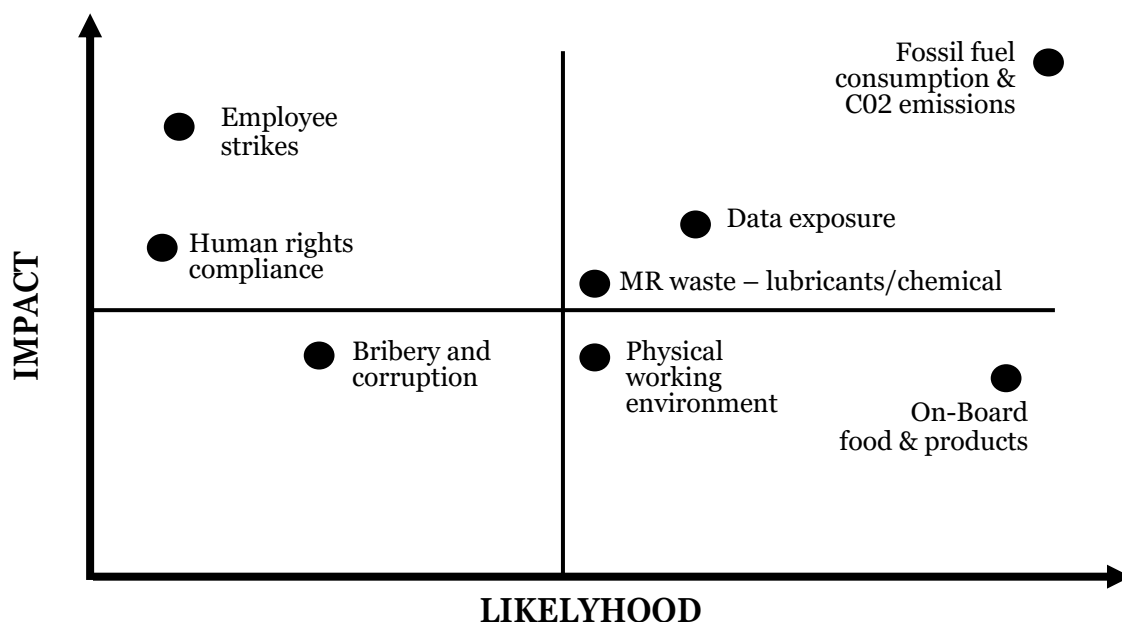 Fossil fuel
consumption &
C02 emissions
Employee
strikes
Data exposure
Human rights
compliance
MR waste – lubricants/chemical
IMPACT
Bribery and
corruption
Physical
working
environment
On-Board
food & products
LIKELYHOOD